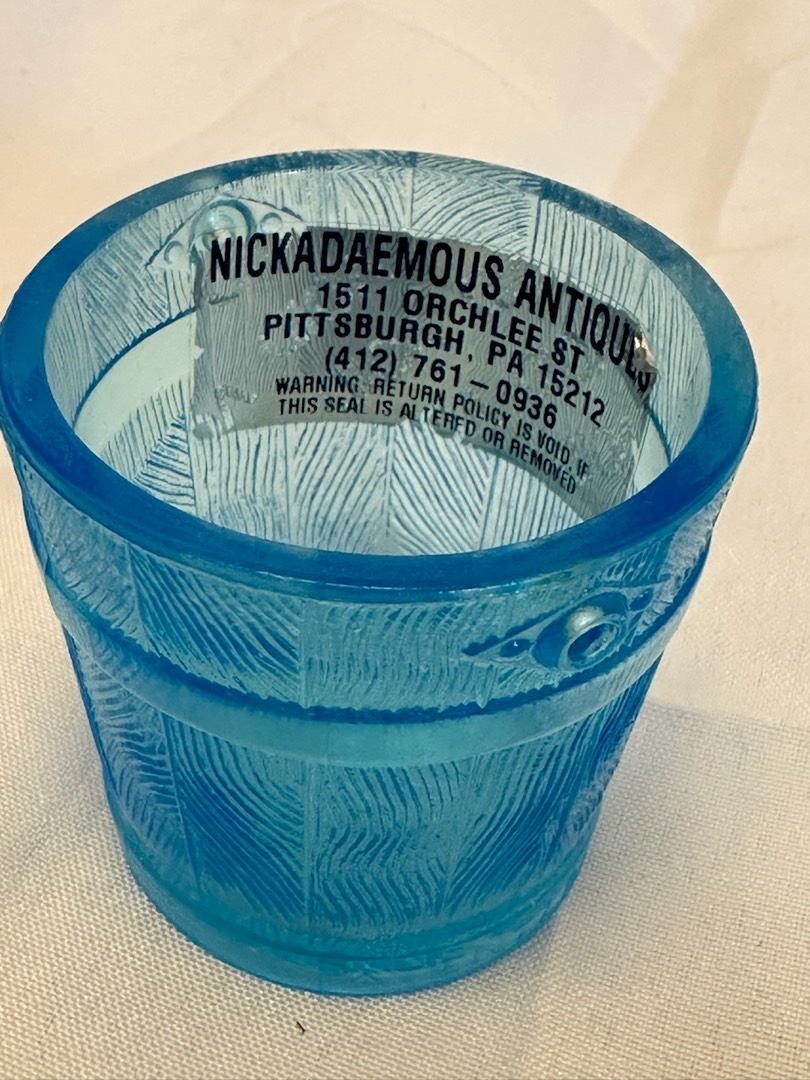 NICKADAEMOUS ANTIQUES
1511 ORCHLEE ST
PITTSBURGH, PA 15212
(412) 761-0936
WARNING: RETURN POLICY IS VOID IF
THIS SEAL IS ALTERED OR REMOVED